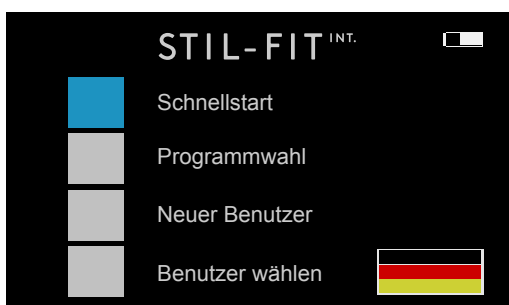 STIL-FIT INT.
Schnellstart
Programmwahl
Neuer Benutzer
Benutzer wählen